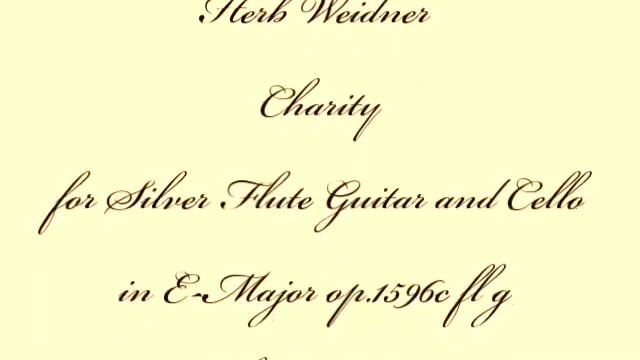 Herb Weidner
Charity
for Silver Flute Guitar and Cello
in E-Major op.1596c fl g